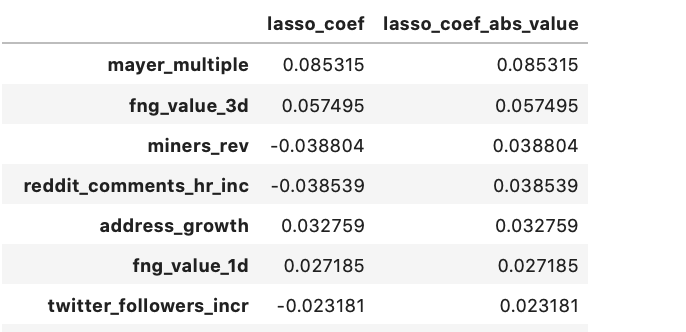 lasso_coef lasso_coef_abs_value
mayer_multiple 0.085315 0.085315
fng_value_3d 0.057495 0.057495
miners_rev -0.038804 0.038804
reddit_comments_hr_inc -0.038539 0.038539
address_growth 0.032759 0.032759
fng_value_1d 0.027185 0.027185
twitter_followers_incr -0.023181 0.023181